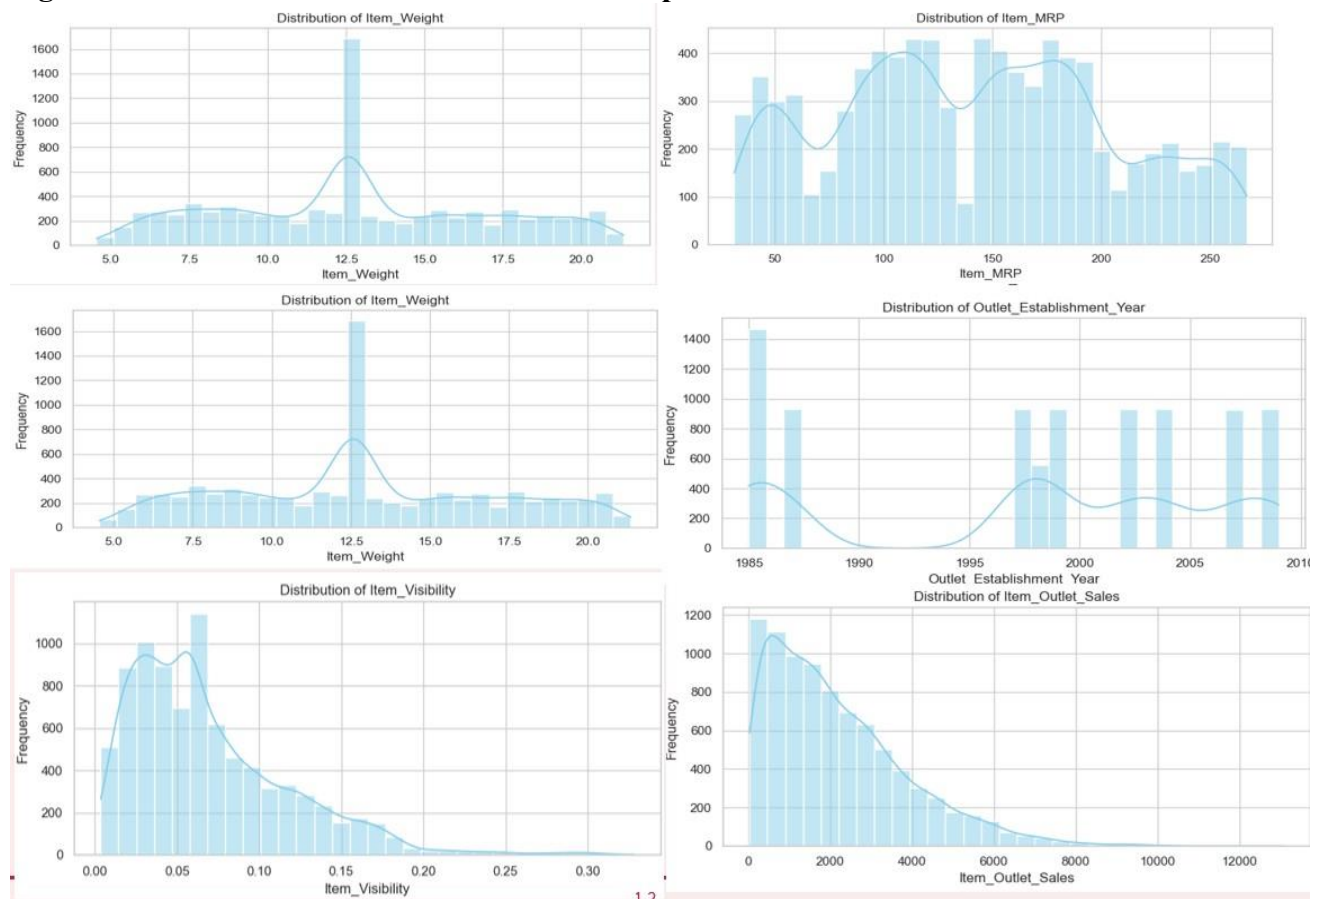 Distribution of Item_Weight
Frequency
1600
1400
1200
1000
800
600
400
200
0
5.0 7.5 10.0 12.5 15.0 17.5 20.0
Item_Weight
Distribution of Item_MRP
Frequency
400
300
200
100
0
50 100 150 200 250
Item_MRP
Distribution of Item_Weight
Frequency
1600
1400
1200
1000
800
600
400
200
0
5.0 7.5 10.0 12.5 15.0 17.5 20.0
Item_Weight
Distribution of Outlet_Establishment_Year
Frequency
1400
1200
1000
800
600
400
200
0
1985 1990 1995 2000 2005 2010
Outlet_Establishment_Year
Distribution of Item_Visibility
Frequency
1000
800
600
400
200
0
0.00 0.05 0.10 0.15 0.20 0.25 0.30
Item_Visibility
Distribution of Item_Outlet_Sales
Frequency
1200
1000
800
600
400
200
0
0 2000 4000 6000 8000 10000 12000
Item_Outlet_Sales